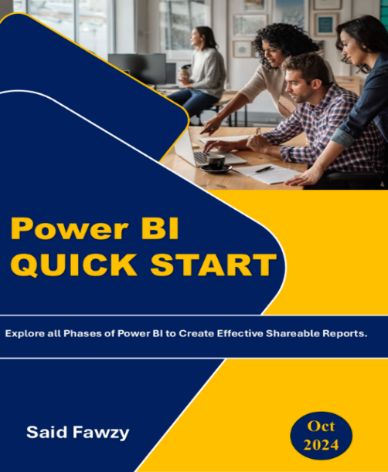 Power BI
QUICK START
Explore all Phases of Power BI to Create Effective Shareable Reports.
Said Fawzy
Oct
2024